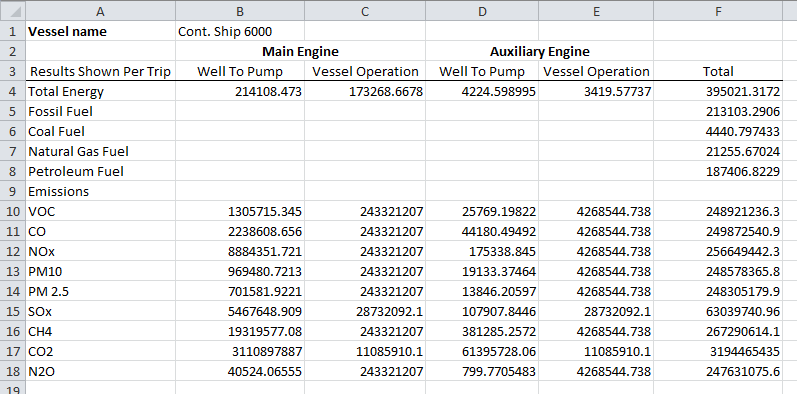 A B C D E F
1 Vessel name Cont. Ship 6000
2 Main Engine Auxiliary Engine
3 Results Shown Per Trip Well To Pump Vessel Operation Well To Pump Vessel Operation Total
4 Total Energy 214108.473 173268.6678 4224.598995 3419.57737 395021.3172
5 Fossil Fuel 213103.2906
6 Coal Fuel 4440.797433
7 Natural Gas Fuel 21255.67024
8 Petroleum Fuel 187406.8229
9 Emissions
10 VOC 1305715.345 243321207 25769.19822 4268544.738 248921236.3
11 CO 2238608.656 243321207 44180.49492 4268544.738 249872540.9
12 NOx 8884351.721 243321207 175338.845 4268544.738 256649442.3
13 PM10 969480.7213 243321207 19133.37464 4268544.738 248578365.8
14 PM 2.5 701581.9221 243321207 13846.20597 4268544.738 248305179.9
15 SOx 5467648.909 28732092.1 107907.8446 28732092.1 63039740.96
16 CH4 19319577.08 243321207 381285.2572 4268544.738 267290614.1
17 CO2 3110897887 11085910.1 61395728.06 11085910.1 3194465435
18 N2O 40524.06555 243321207 799.7705483 4268544.738 247631075.6
19